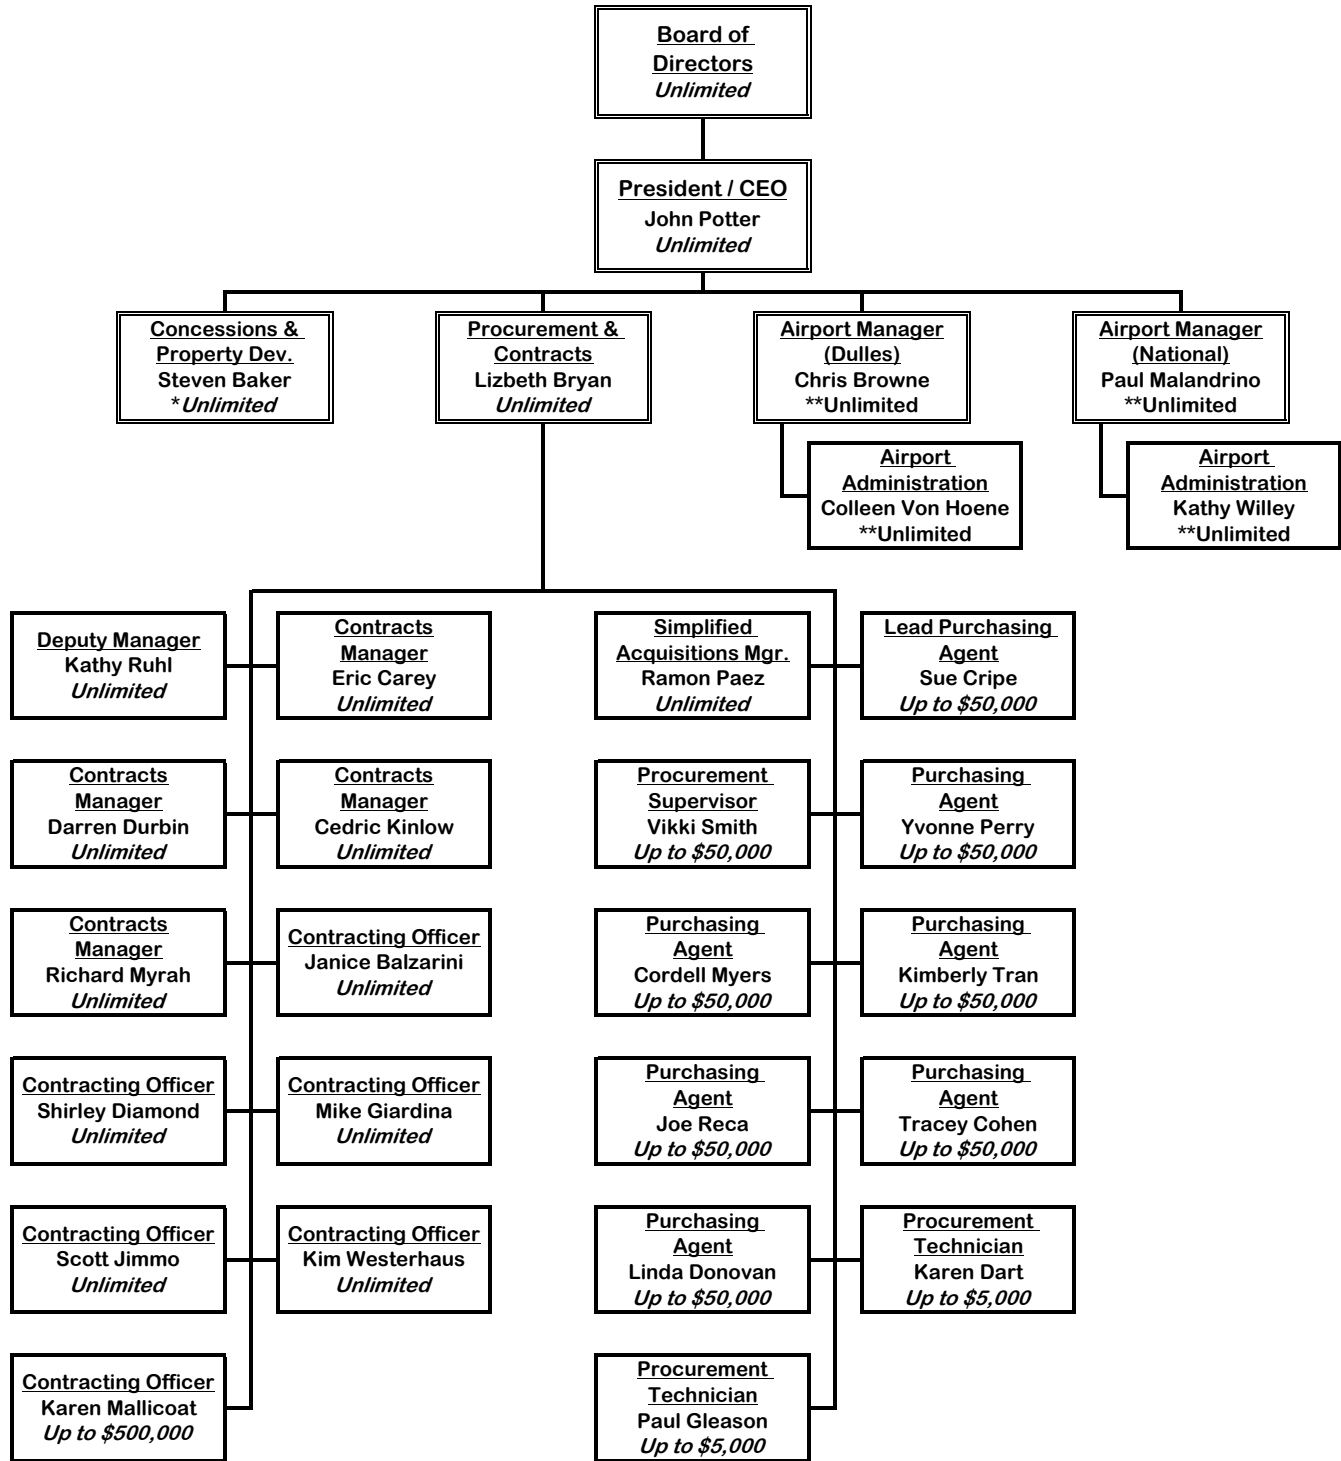 Board of
Directors
Unlimited
President / CEO
John Potter
Unlimited
Concessions &
Property Dev.
Steven Baker
*Unlimited
Procurement &
Contracts
Lizbeth Bryan
Unlimited
Airport Manager
(Dulles)
Chris Browne
**Unlimited
Airport Manager
(National)
Paul Malandrino
**Unlimited
Airport
Administration
Colleen Von Hoene
**Unlimited
Airport
Administration
Kathy Willey
**Unlimited
Deputy Manager
Kathy Ruhl
Unlimited
Contracts
Manager
Eric Carey
Unlimited
Simplified
Acquisitions Mgr.
Ramon Paez
Unlimited
Lead Purchasing
Agent
Sue Cripe
Up to $50,000
Contracts
Manager
Darren Durbin
Unlimited
Contracts
Manager
Cedric Kinlow
Unlimited
Procurement
Supervisor
Vikki Smith
Up to $50,000
Purchasing
Agent
Yvonne Perry
Up to $50,000
Contracts
Manager
Richard Myrah
Unlimited
Contracting Officer
Janice Balzarini
Unlimited
Purchasing
Agent
Cordell Myers
Up to $50,000
Purchasing
Agent
Kimberly Tran
Up to $50,000
Contracting Officer
Shirley Diamond
Unlimited
Contracting Officer
Mike Giardina
Unlimited
Purchasing
Agent
Joe Reca
Up to $50,000
Purchasing
Agent
Tracey Cohen
Up to $50,000
Contracting Officer
Scott Jimmo
Unlimited
Contracting Officer
Kim Westerhaus
Unlimited
Purchasing
Agent
Linda Donovan
Up to $50,000
Procurement
Technician
Karen Dart
Up to $5,000
Contracting Officer
Karen Mallicoat
Up to $500,000
Procurement
Technician
Paul Gleason
Up to $5,000